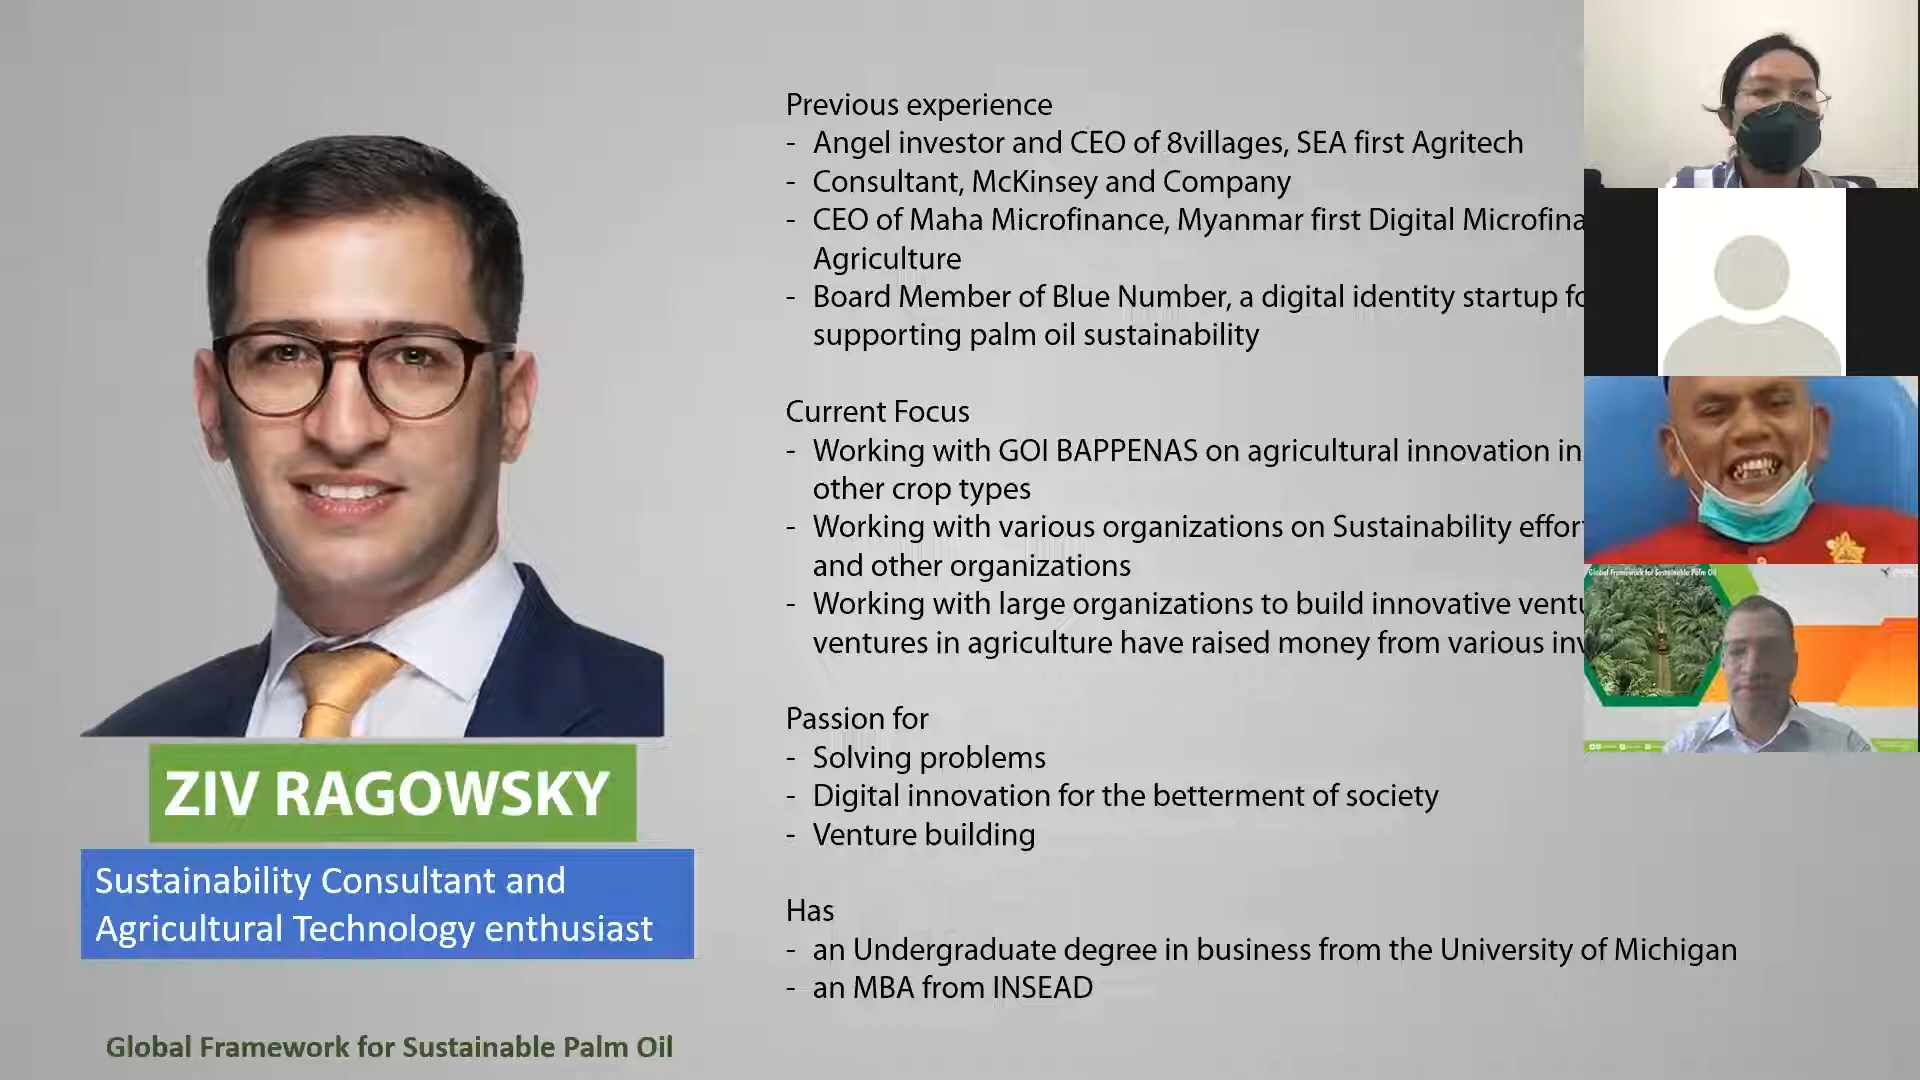 Previous experience
- Angel investor and CEO of 8villages, SEA first Agritech
- Consultant, McKinsey and Company
- CEO of Maha Microfinance, Myanmar first Digital
Agriculture
- Board Member of Blue Number, a digital identity startup
supporting palm oil sustainability
Current Focus
- Working with GOI BAPPENAS on agricultural innovation in
other crop types
- Working with various organizations on Sustainability
and other organizations
- Working with large organizations to build innovative
ventures in agriculture have raised money from various
Passion for
- Solving problems
- Digital innovation for the betterment of society
- Venture building
Has
- an Undergraduate degree in business from the University of Michigan
- an MBA from INSEAD
ZIV RAGOWSKY
Sustainability Consultant and
Agricultural Technology enthusiast
Global Framework for Sustainable Palm Oil
Global Framework for Sustainable Palm Oil